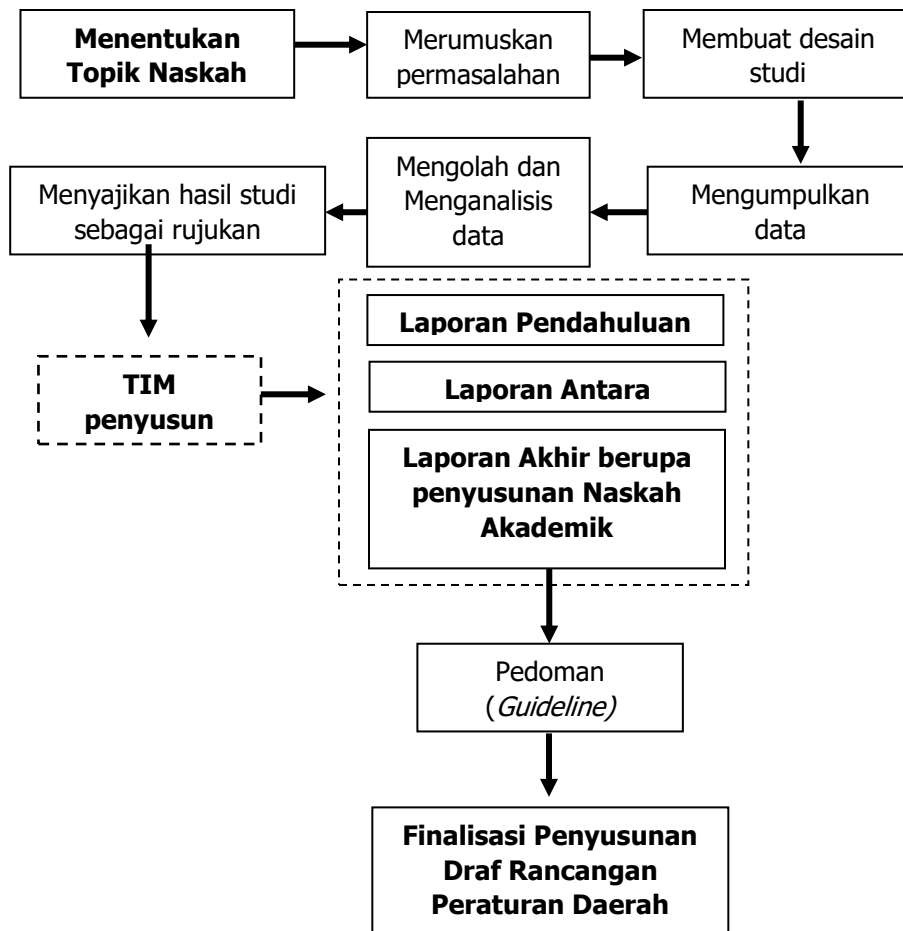 Menentukan
Topik Naskah
Merumuskan
permasalahan
Membuat desain
studi
Menyajikan hasil studi
sebagai rujukan
Mengolah dan
Menganalisis
data
Mengumpulkan
data
Laporan Pendahuluan
TIM
penyusun
Laporan Antara
Laporan Akhir berupa
penyusunan Naskah
Akademik
Pedoman
(Guideline)
Finalisasi Penyusunan
Draf Rancangan
Peraturan Daerah